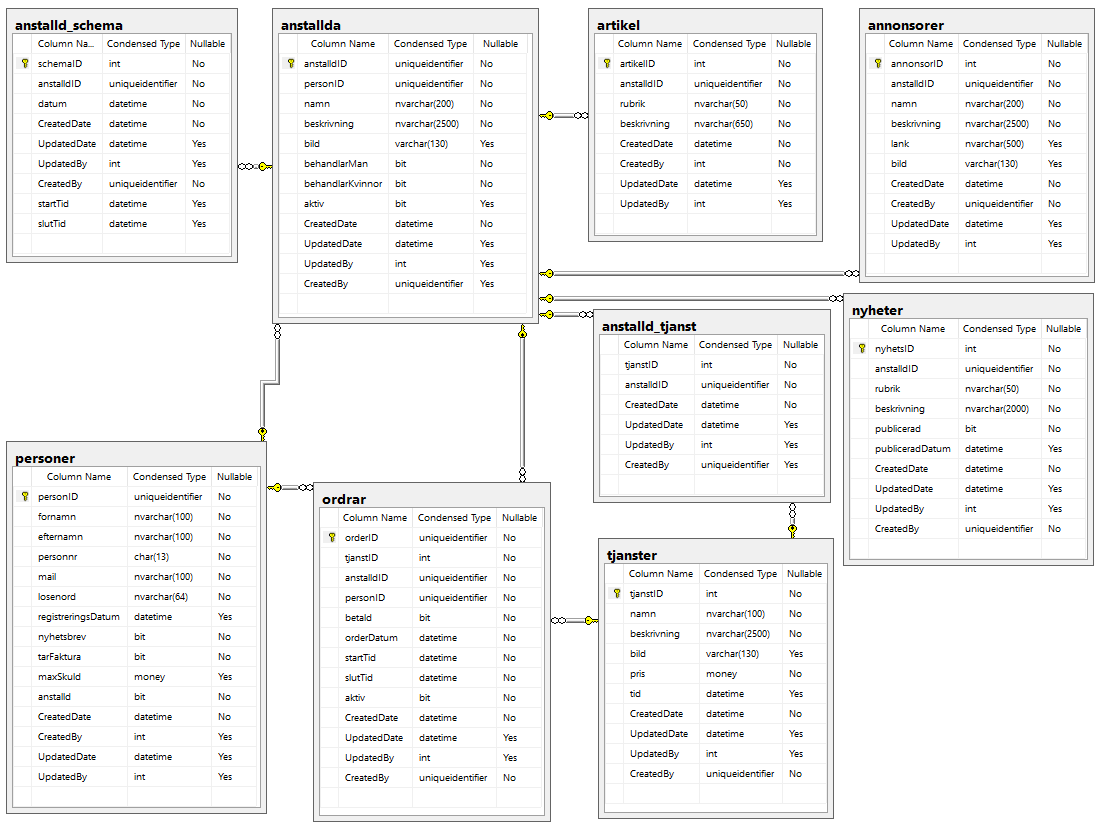 anstalld_schema
Column Na... Condensed Type Nullable
schemaID int No
anstalldID uniqueidentifier No
datum datetime No
CreatedDate datetime No
UpdatedDate datetime Yes
UpdatedBy int Yes
CreatedBy uniqueidentifier No
startTid datetime Yes
slutTid datetime Yes
anstallda
Column Name Condensed Type Nullable
anstalldID uniqueidentifier No
personID uniqueidentifier No
namn nvarchar(200) No
beskrivning nvarchar(2500) No
bild varchar(130) Yes
behandlarMan bit No
behandlarKvinnor bit No
aktiv bit Yes
CreatedDate datetime No
UpdatedDate datetime Yes
UpdatedBy int Yes
CreatedBy uniqueidentifier Yes
artikel
Column Name Condensed Type Nullable
artikelID int No
anstalldID uniqueidentifier No
rubrik nvarchar(50) No
beskrivning nvarchar(650) No
CreatedDate datetime No
CreatedBy int No
UpdatedDate datetime Yes
UpdatedBy int Yes
annonsorer
Column Name Condensed Type Nullable
annonsorID int No
anstalldID uniqueidentifier No
namn nvarchar(200) No
beskrivning nvarchar(2500) No
lank nvarchar(500) Yes
bild varchar(130) Yes
CreatedDate datetime No
CreatedBy uniqueidentifier No
UpdatedDate datetime Yes
UpdatedBy int Yes
anstalld_tjanst
Column Name Condensed Type Nullable
tjanstID int No
anstalldID uniqueidentifier No
CreatedDate datetime No
UpdatedDate datetime Yes
UpdatedBy int Yes
CreatedBy uniqueidentifier Yes
nyheter
Column Name Condensed Type Nullable
nyhetsID int No
anstalldID uniqueidentifier No
rubrik nvarchar(50) No
beskrivning nvarchar(2000) No
publicerad bit No
publiceradDatum datetime Yes
CreatedDate datetime No
UpdatedDate datetime Yes
UpdatedBy int Yes
CreatedBy uniqueidentifier No
personer
Column Name Condensed Type Nullable
personID uniqueidentifier No
fornamn nvarchar(100) No
efternamn nvarchar(100) No
personnr char(13) No
mail nvarchar(100) No
losenord nvarchar(64) No
registreringsDatum datetime Yes
nyhetsbrev bit No
tarFaktura bit No
maxSkuld money Yes
anstalld bit No
CreatedDate datetime No
CreatedBy int Yes
UpdatedDate datetime Yes
UpdatedBy int Yes
ordrar
Column Name Condensed Type Nullable
orderID uniqueidentifier No
tjanstID int No
anstalldID uniqueidentifier No
personID uniqueidentifier No
betald bit No
orderDatum datetime No
startTid datetime No
slutTid datetime No
aktiv bit No
CreatedDate datetime No
UpdatedDate datetime Yes
UpdatedBy int Yes
CreatedBy uniqueidentifier No
tjanster
Column Name Condensed Type Nullable
tjanstID int No
namn nvarchar(100) No
beskrivning nvarchar(2500) No
bild varchar(130) Yes
pris money No
tid datetime Yes
CreatedDate datetime No
UpdatedDate datetime Yes
UpdatedBy int Yes
CreatedBy uniqueidentifier No